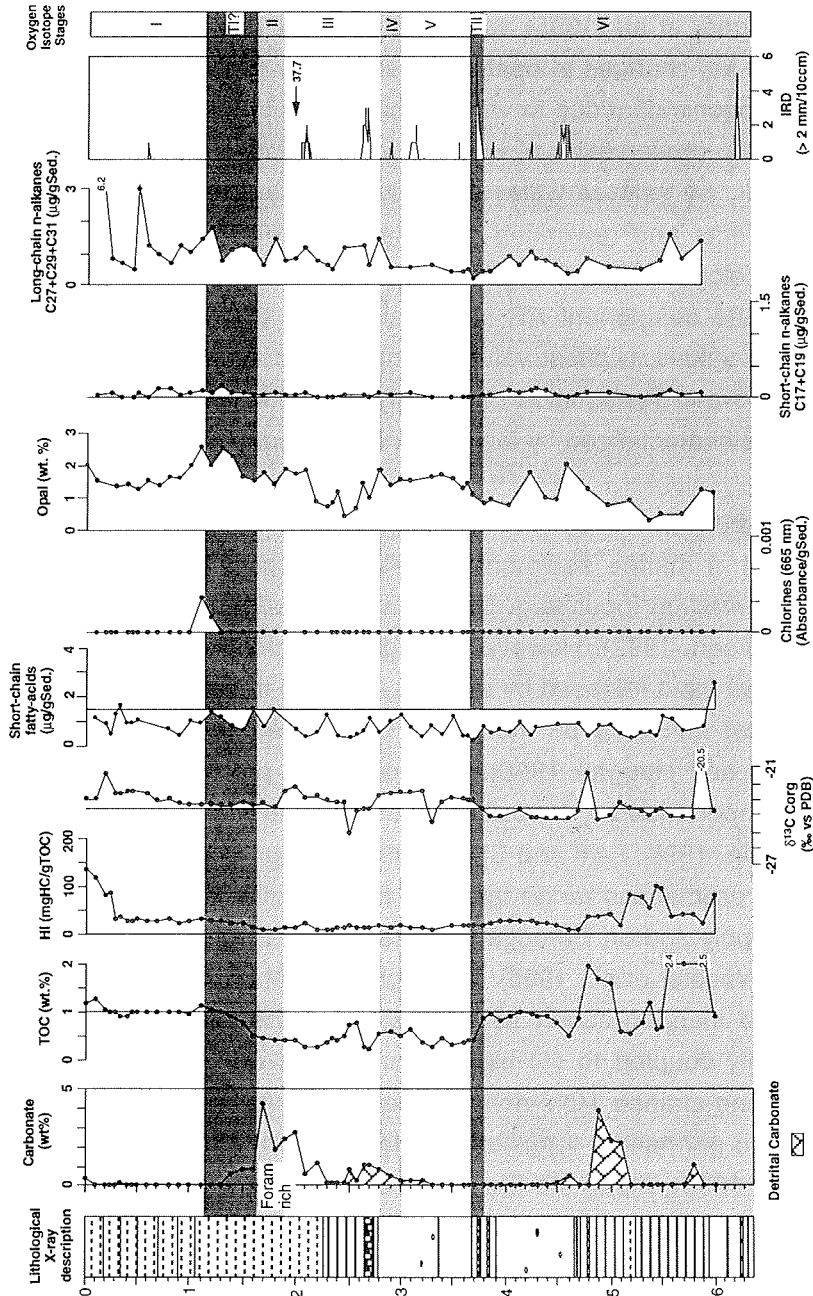 Lithological
X-ray
description
0
1
2
3
4
5
6
Carbonate
(wt%)
0
5
Foram
rich
Detrital Carbonate
TOC (wt.%)
0
1
2
2.4
2.5
HI (mgHC/gTOC)
0
100
200
δ¹³C Corg
(‰ vs PDB)
-27
-21
-20.5
Short-chain
fatty-acids
(µg/gSed.)
0
2
4
Chlorines (665 nm)
(Absorbance/gSed.)
0
0.001
Opal (wt. %)
0
1
2
3
Short-chain n-alkanes
C17+C19 (µg/gSed.)
0
1.5
Long-chain n-alkanes
C27+C29+C31 (µg/gSed.)
0
3
6.2
IRD
(> 2 mm/10ccm)
0
2
4
6
37.7
Oxygen
Isotope
Stages
I
TI?
II
III
IV
V
TII
VI